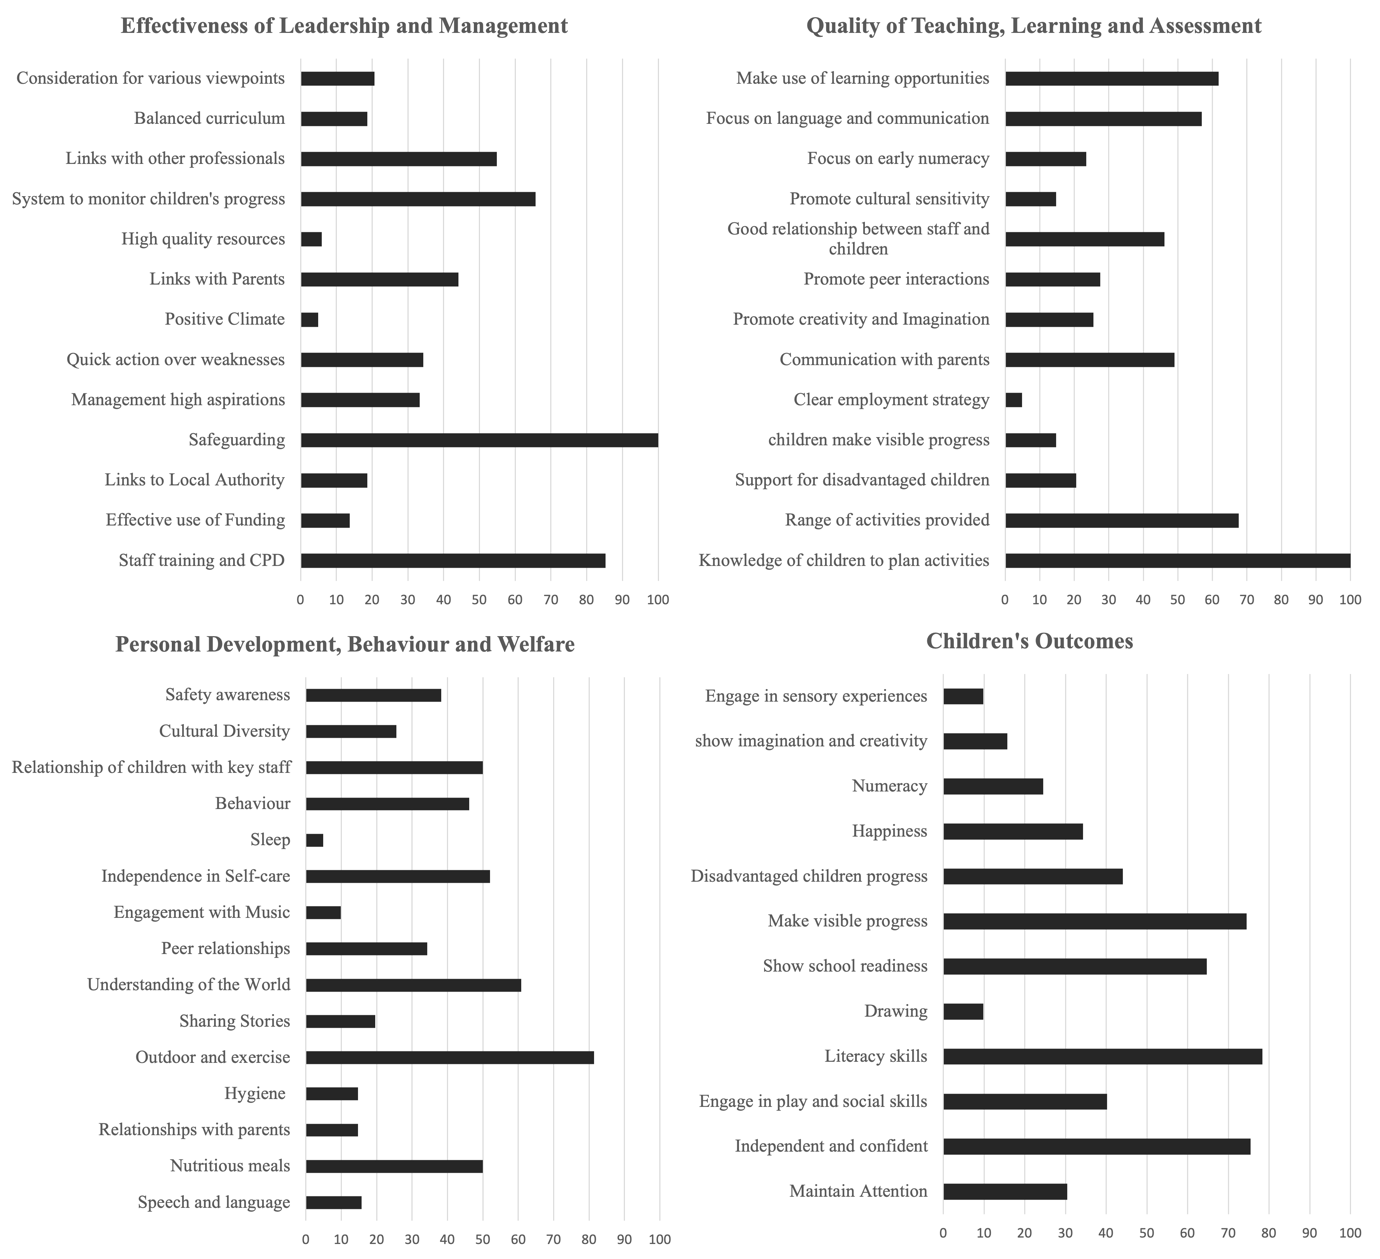 Effectiveness of Leadership and Management
Consideration for various viewpoints
Balanced curriculum
Links with other professionals
System to monitor children's progress
High quality resources
Links with Parents
Positive Climate
Quick action over weaknesses
Management high aspirations
Safeguarding
Links to Local Authority
Effective use of Funding
Staff training and CPD
0 10 20 30 40 50 60 70 80 90 100
Quality of Teaching, Learning and Assessment
Make use of learning opportunities
Focus on language and communication
Focus on early numeracy
Promote cultural sensitivity
Good relationship between staff and
children
Promote peer interactions
Promote creativity and Imagination
Communication with parents
Clear employment strategy
children make visible progress
Support for disadvantaged children
Range of activities provided
Knowledge of children to plan activities
0 10 20 30 40 50 60 70 80 90 100
Personal Development, Behaviour and Welfare
Safety awareness
Cultural Diversity
Relationship of children with key staff
Behaviour
Sleep
Independence in Self-care
Engagement with Music
Peer relationships
Understanding of the World
Sharing Stories
Outdoor and exercise
Hygiene
Relationships with parents
Nutritious meals
Speech and language
0 10 20 30 40 50 60 70 80 90 100
Children's Outcomes
Engage in sensory experiences
show imagination and creativity
Numeracy
Happiness
Disadvantaged children progress
Make visible progress
Show school readiness
Drawing
Literacy skills
Engage in play and social skills
Independent and confident
Maintain Attention
0 10 20 30 40 50 60 70 80 90 100